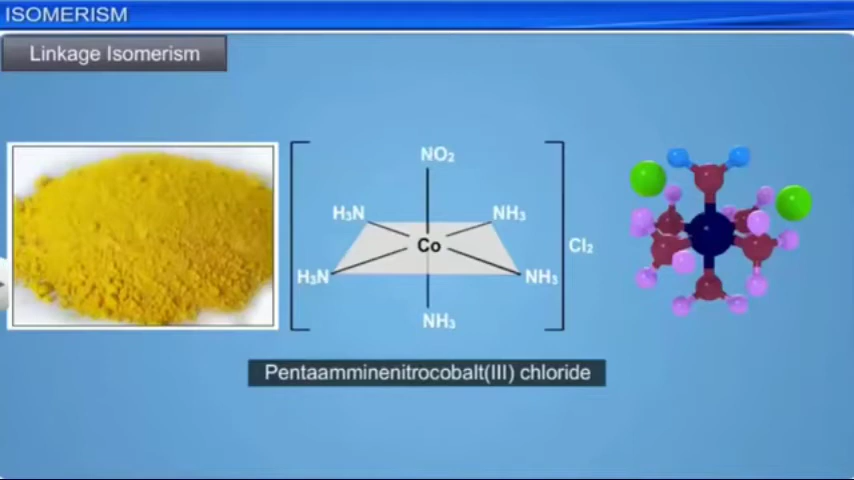 ISOMERISM
Linkage Isomerism
NO₂
H₃N
NH₃
Co
Cl₂
H₃N
NH₃
NH₃
Pentaamminenitrocobalt(III) chloride